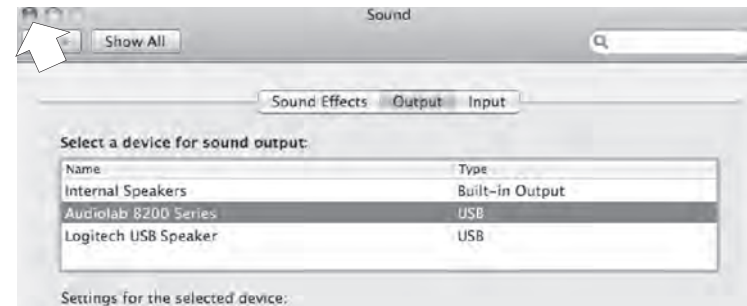 Sound
Show All
Sound Effects Output Input
Select a device for sound output:
Name Type
Internal Speakers Built-in Output
Audiolab 8200 Series USB
Logitech USB Speaker USB
Settings for the selected device: